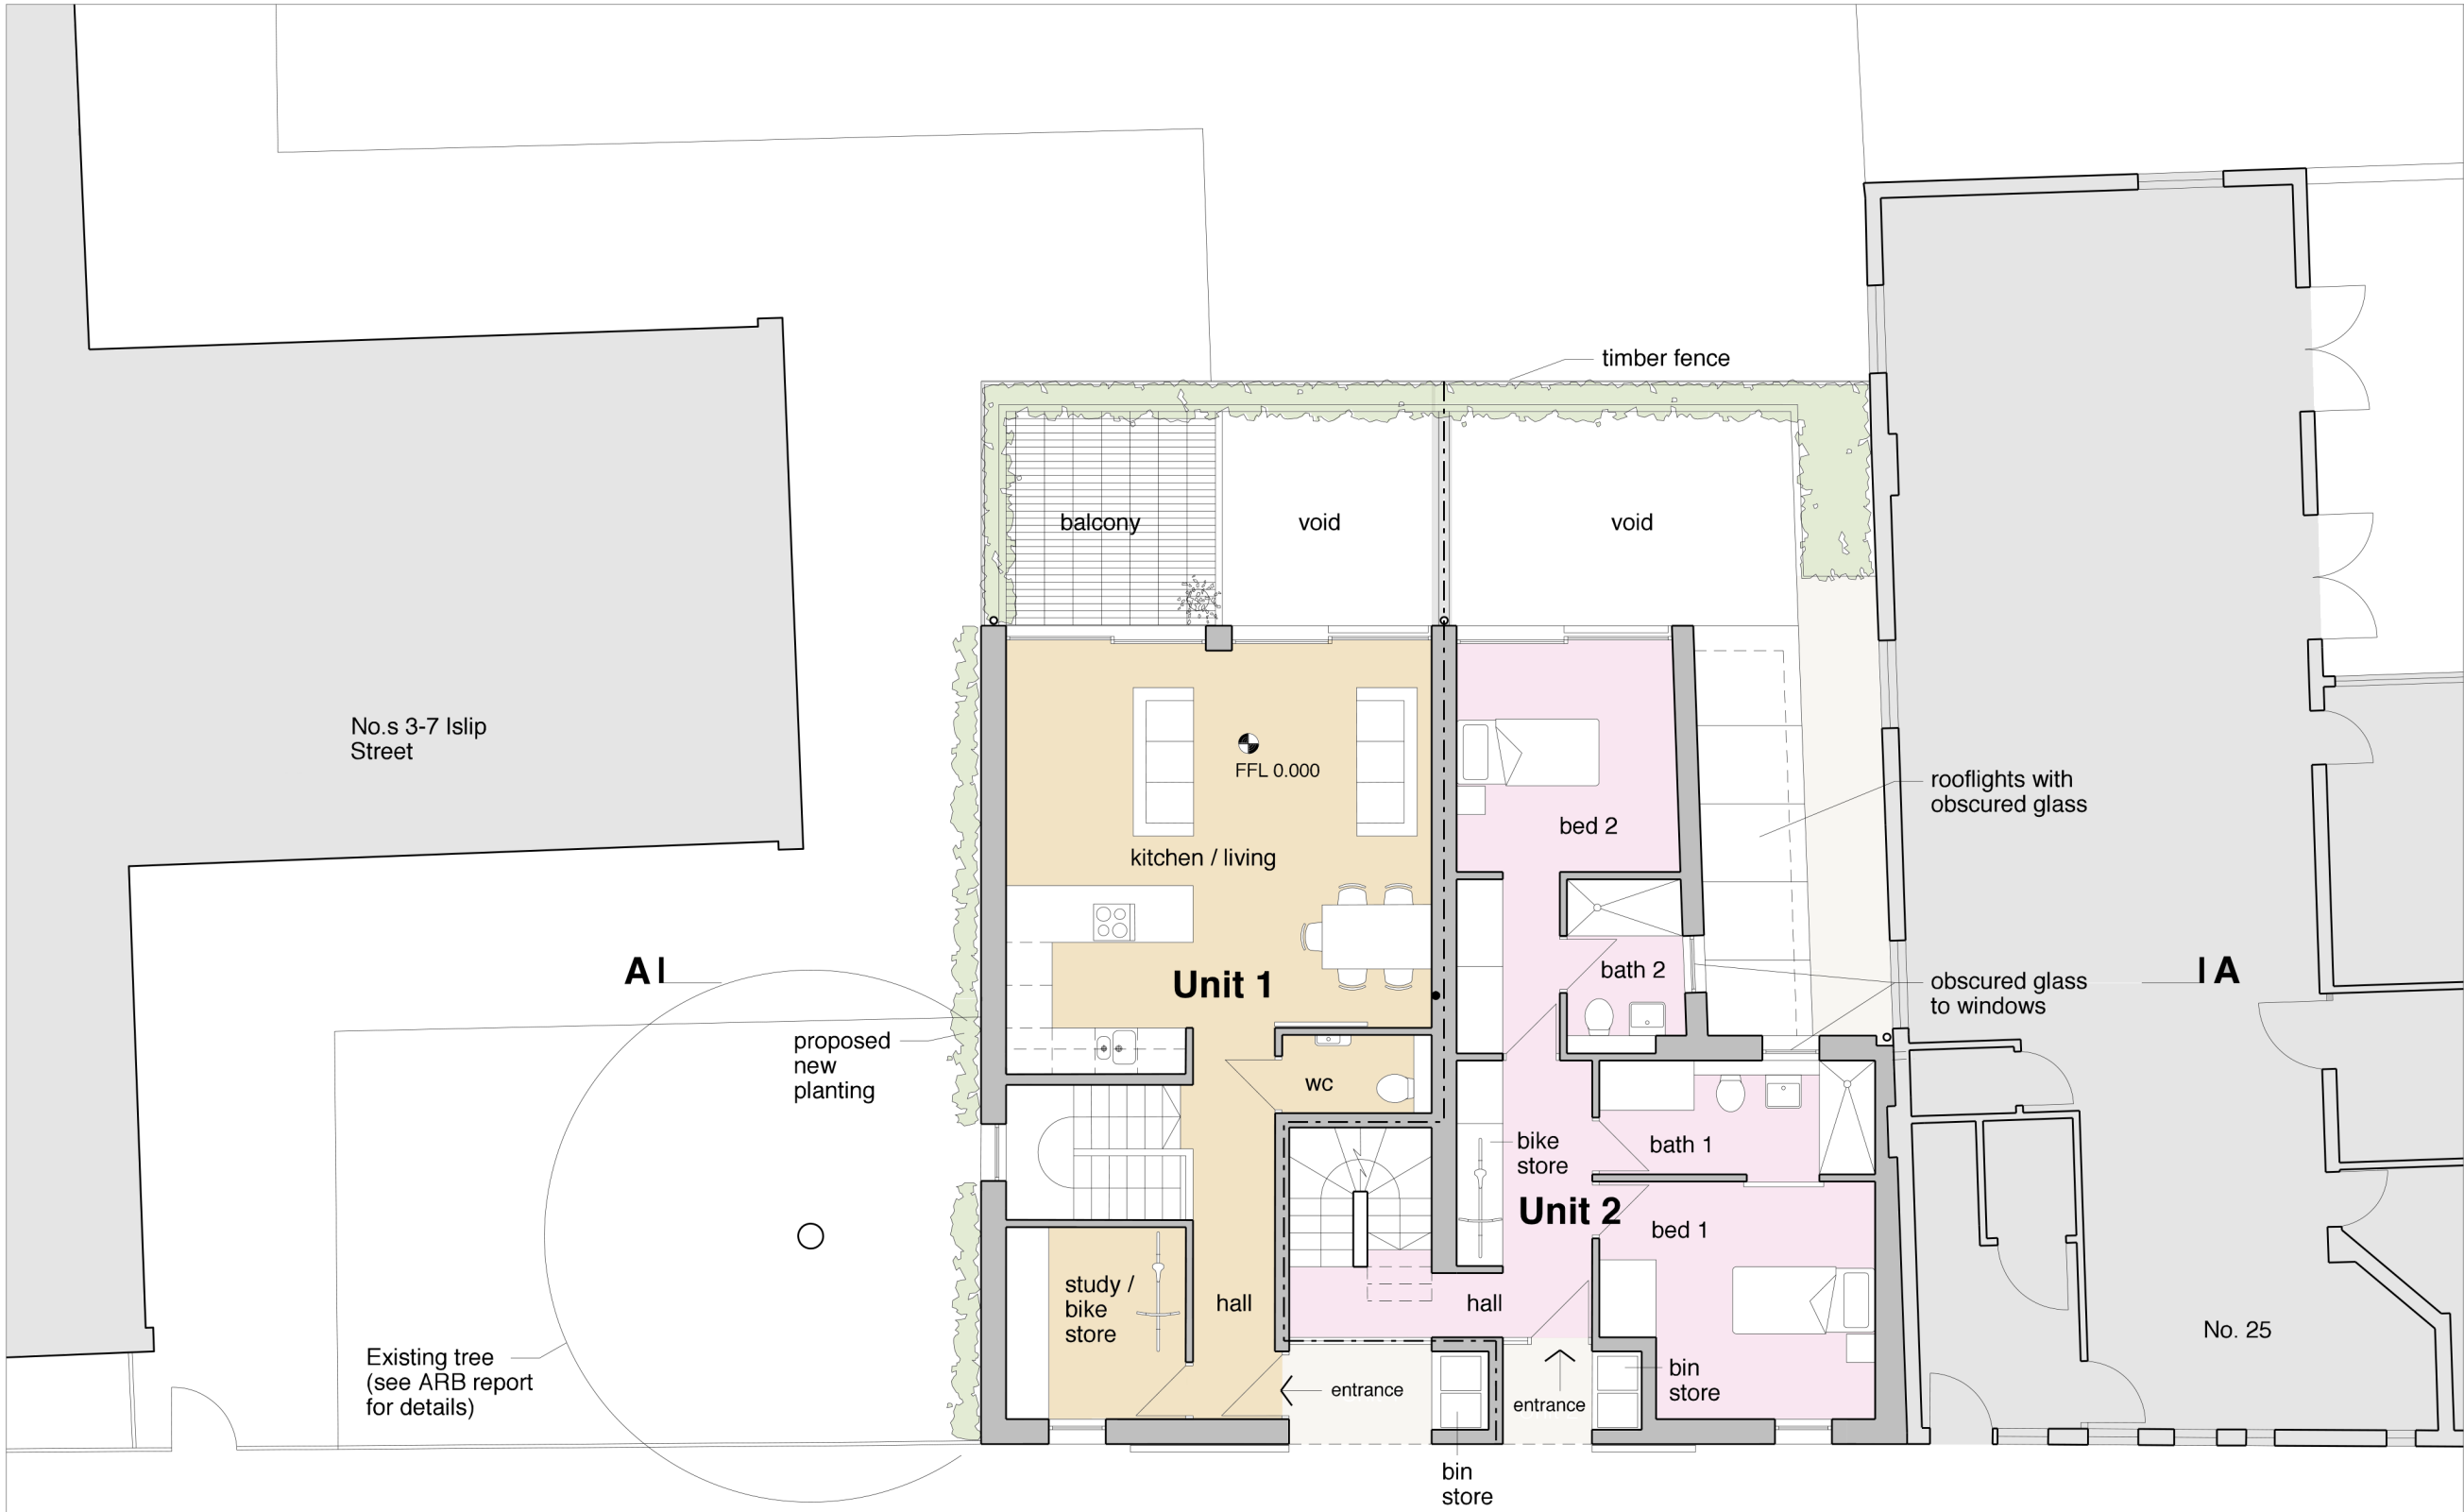 timber fence
balcony
void
void
No.s 3-7 Islip
Street
FFL 0.000
rooflights with
obscured glass
bed 2
kitchen / living
A
Unit 1
bath 2
obscured glass
to windows
A
proposed
new
planting
wc
bike
store
bath 1
Unit 2
bed 1
study /
bike
store
hall
hall
No. 25
Existing tree
(see ARB report
for details)
entrance
entrance
bin
store
bin
store